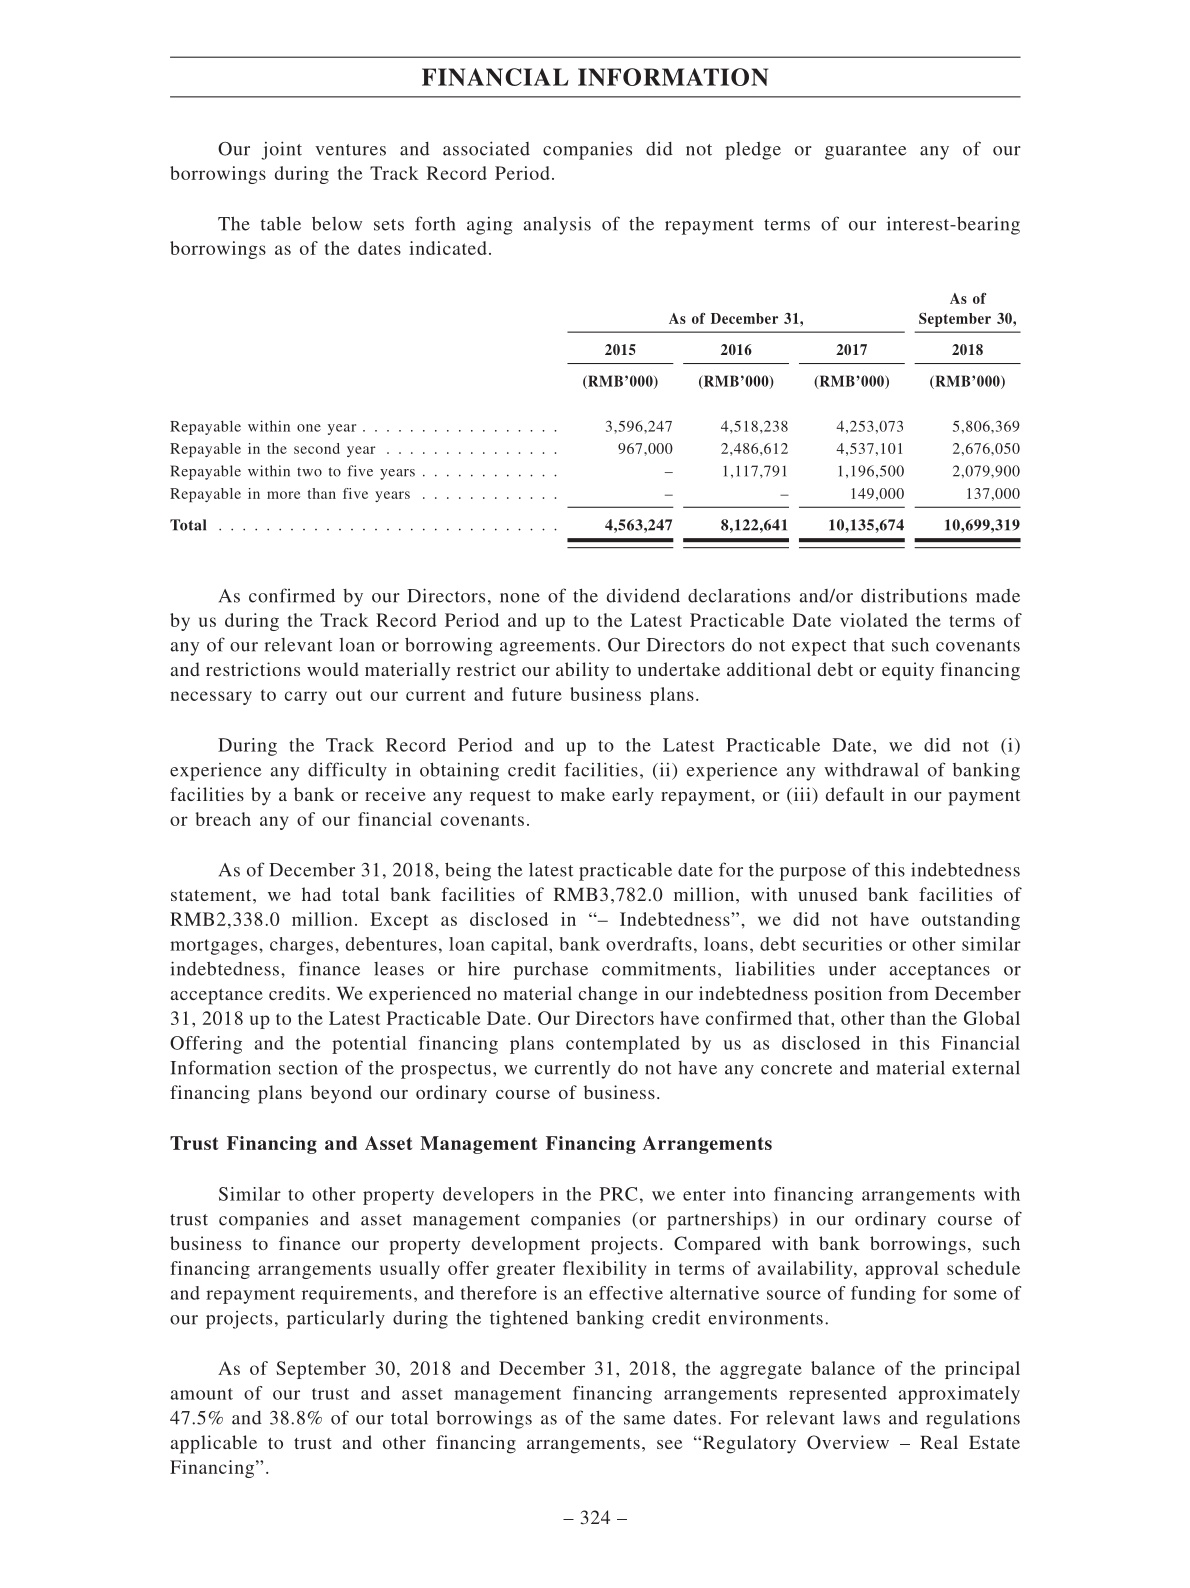 FINANCIAL INFORMATION
Our joint ventures and associated companies did not pledge or guarantee any of our
borrowings during the Track Record Period.
The table below sets forth aging analysis of the repayment terms of our interest-bearing
borrowings as of the dates indicated.
As of December 31,
As of
September 30,
2015 2016 2017 2018
(RMB’000) (RMB’000) (RMB’000) (RMB’000)
Repayable within one year . . . . . . . . . . . . . . . . . 3,596,247 4,518,238 4,253,073 5,806,369
Repayable in the second year . . . . . . . . . . . . . . . 967,000 2,486,612 4,537,101 2,676,050
Repayable within two to five years . . . . . . . . . . . . – 1,117,791 1,196,500 2,079,900
Repayable in more than five years . . . . . . . . . . . . – – 149,000 137,000
Total . . . . . . . . . . . . . . . . . . . . . . . . . . . . . 4,563,247 8,122,641 10,135,674 10,699,319
As confirmed by our Directors, none of the dividend declarations and/or distributions made
by us during the Track Record Period and up to the Latest Practicable Date violated the terms of
any of our relevant loan or borrowing agreements. Our Directors do not expect that such covenants
and restrictions would materially restrict our ability to undertake additional debt or equity financing
necessary to carry out our current and future business plans.
During the Track Record Period and up to the Latest Practicable Date, we did not (i)
experience any difficulty in obtaining credit facilities, (ii) experience any withdrawal of banking
facilities by a bank or receive any request to make early repayment, or (iii) default in our payment
or breach any of our financial covenants.
As of December 31, 2018, being the latest practicable date for the purpose of this indebtedness
statement, we had total bank facilities of RMB3,782.0 million, with unused bank facilities of
RMB2,338.0 million. Except as disclosed in “– Indebtedness”, we did not have outstanding
mortgages, charges, debentures, loan capital, bank overdrafts, loans, debt securities or other similar
indebtedness, finance leases or hire purchase commitments, liabilities under acceptances or
acceptance credits. We experienced no material change in our indebtedness position from December
31, 2018 up to the Latest Practicable Date. Our Directors have confirmed that, other than the Global
Offering and the potential financing plans contemplated by us as disclosed in this Financial
Information section of the prospectus, we currently do not have any concrete and material external
financing plans beyond our ordinary course of business.
Trust Financing and Asset Management Financing Arrangements
Similar to other property developers in the PRC, we enter into financing arrangements with
trust companies and asset management companies (or partnerships) in our ordinary course of
business to finance our property development projects. Compared with bank borrowings, such
financing arrangements usually offer greater flexibility in terms of availability, approval schedule
and repayment requirements, and therefore is an effective alternative source of funding for some of
our projects, particularly during the tightened banking credit environments.
As of September 30, 2018 and December 31, 2018, the aggregate balance of the principal
amount of our trust and asset management financing arrangements represented approximately
47.5% and 38.8% of our total borrowings as of the same dates. For relevant laws and regulations
applicable to trust and other financing arrangements, see “Regulatory Overview – Real Estate
Financing”.
– 324 –